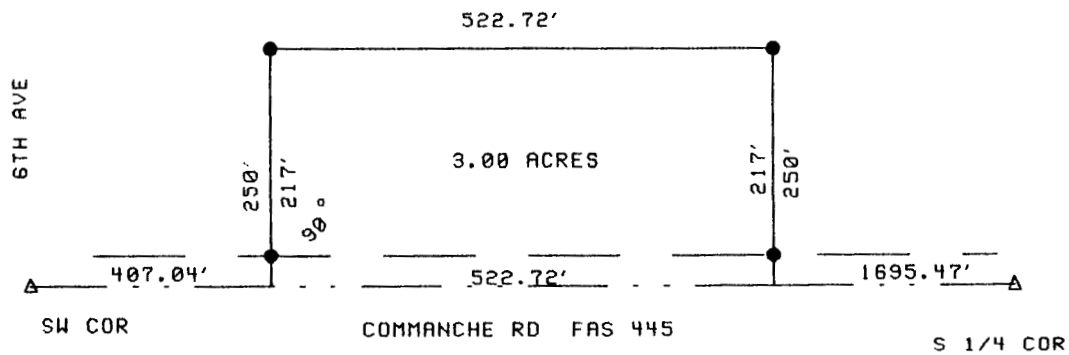 522.72'
6TH AVE
3.00 ACRES
250'
217'
90°
217'
250'
407.04'
522.72'
1695.47'
SW COR
COMMANCHE RD FAS 445
S 1/4 COR